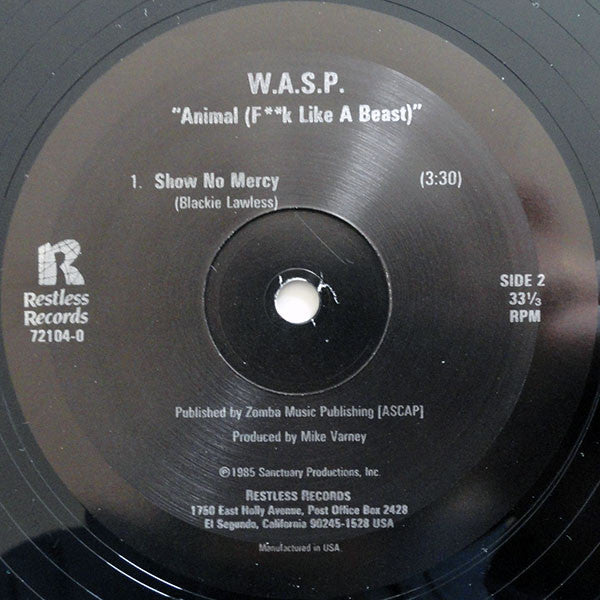 W.A.S.P.
"Animal (F**k Like A Beast)"
1. Show No Mercy (3:30)
(Blackie Lawless)
R
Restless
Records
72104-0
SIDE 2
33⅓
RPM
Published by Zomba Music Publishing [ASCAP]
Produced by Mike Varney
℗1985 Sanctuary Productions, Inc.
RESTLESS RECORDS
1750 East Holly Avenue, Post Office Box 2428
El Segundo, California 90245-1528 USA
Manufactured in USA